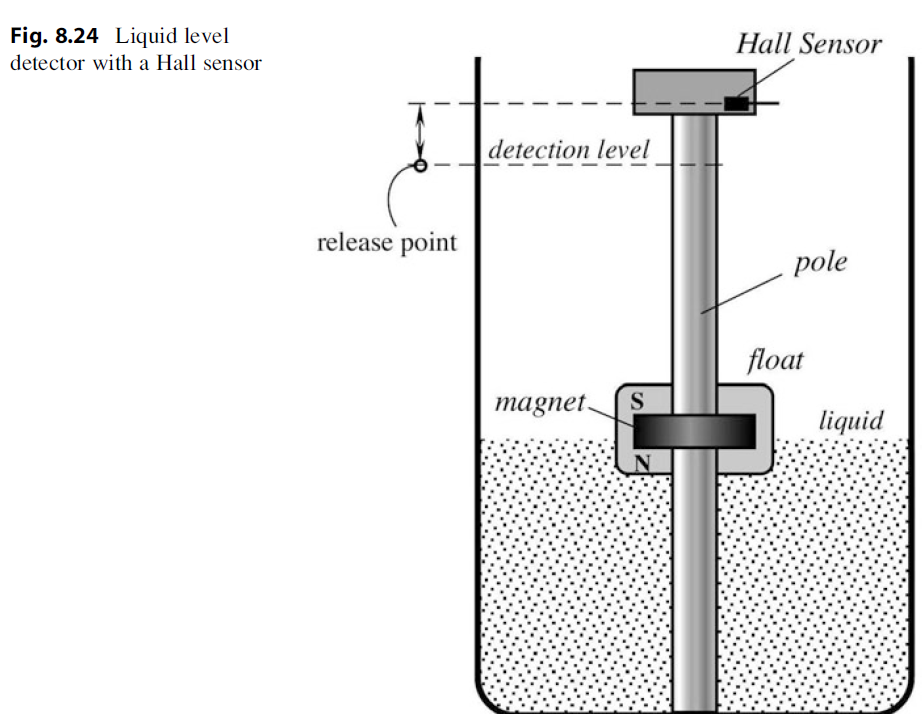 Fig. 8.24 Liquid level
detector with a Hall sensor
Hall Sensor
detection level
release point
pole
float
magnet
S
liquid
N